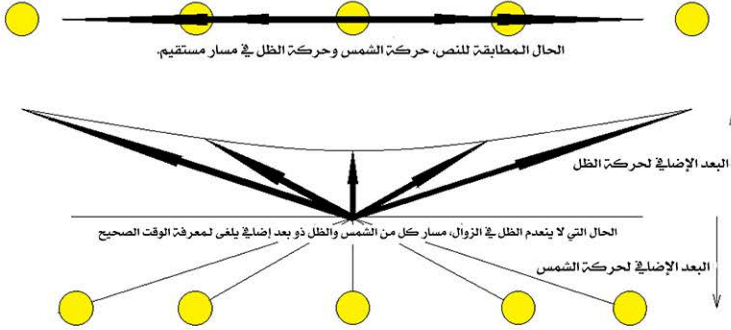 الحال المطابقة للنص، حركة الشمس وحركة الظل في مسار مستقيم.
البعد الإضافي لحركة الظل
الحال التي لا ينعدم الظل في الزوال، مسار كل من الشمس والظل ذو بعد إضافي يلغى لمعرفة الوقت الصحيح
البعد الإضافي لحركة الشمس